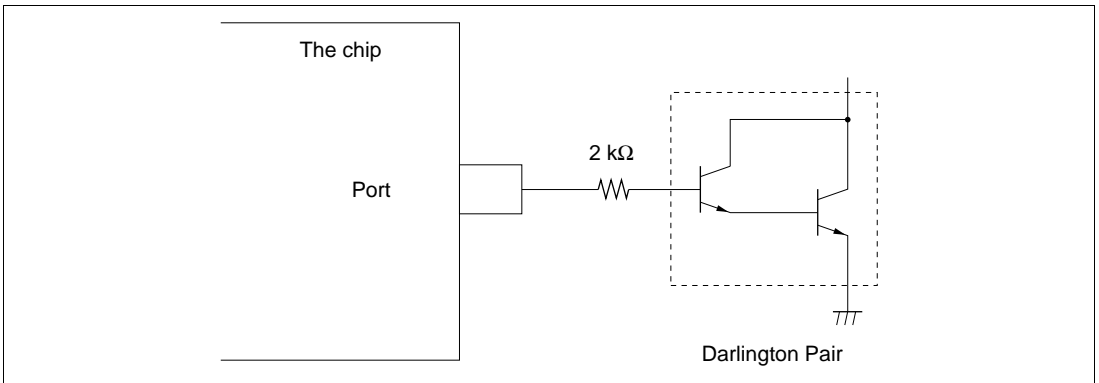 The chip
2 kΩ
Port
Darlington Pair